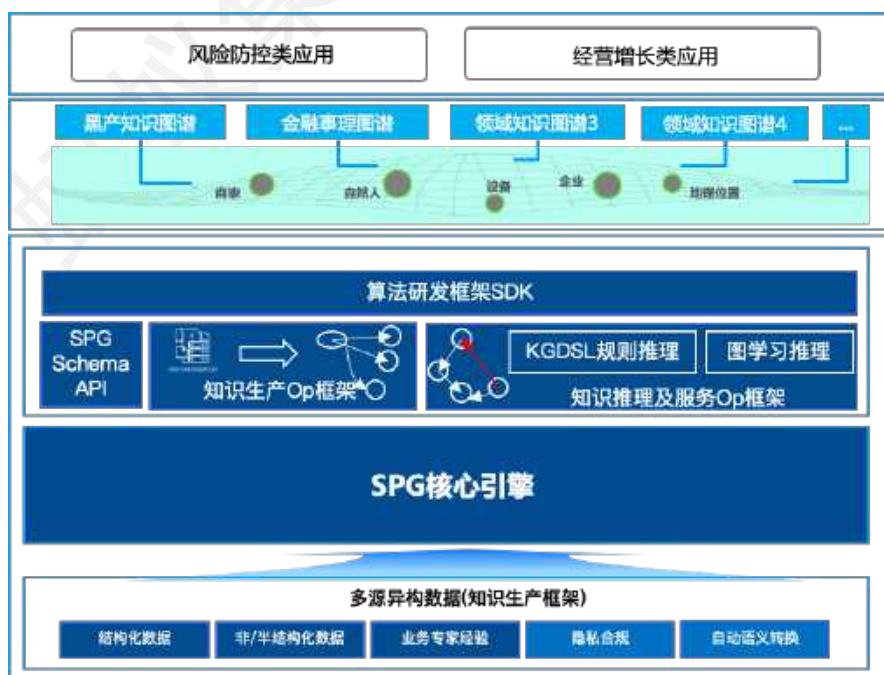 风险防控类应用
经营增长类应用
黑产知识图谱
金融事理图谱
领域知识图谱3
领域知识图谱4
...
商家
自然人
设备
企业
地理位置
算法研发框架SDK
SPG
Schema
API
知识生产Op框架
KGDSL规则推理
图学习推理
知识推理及服务Op框架
SPG核心引擎
多源异构数据(知识生产框架)
结构化数据
非/半结构化数据
业务专家经验
隐私合规
自动语义转换